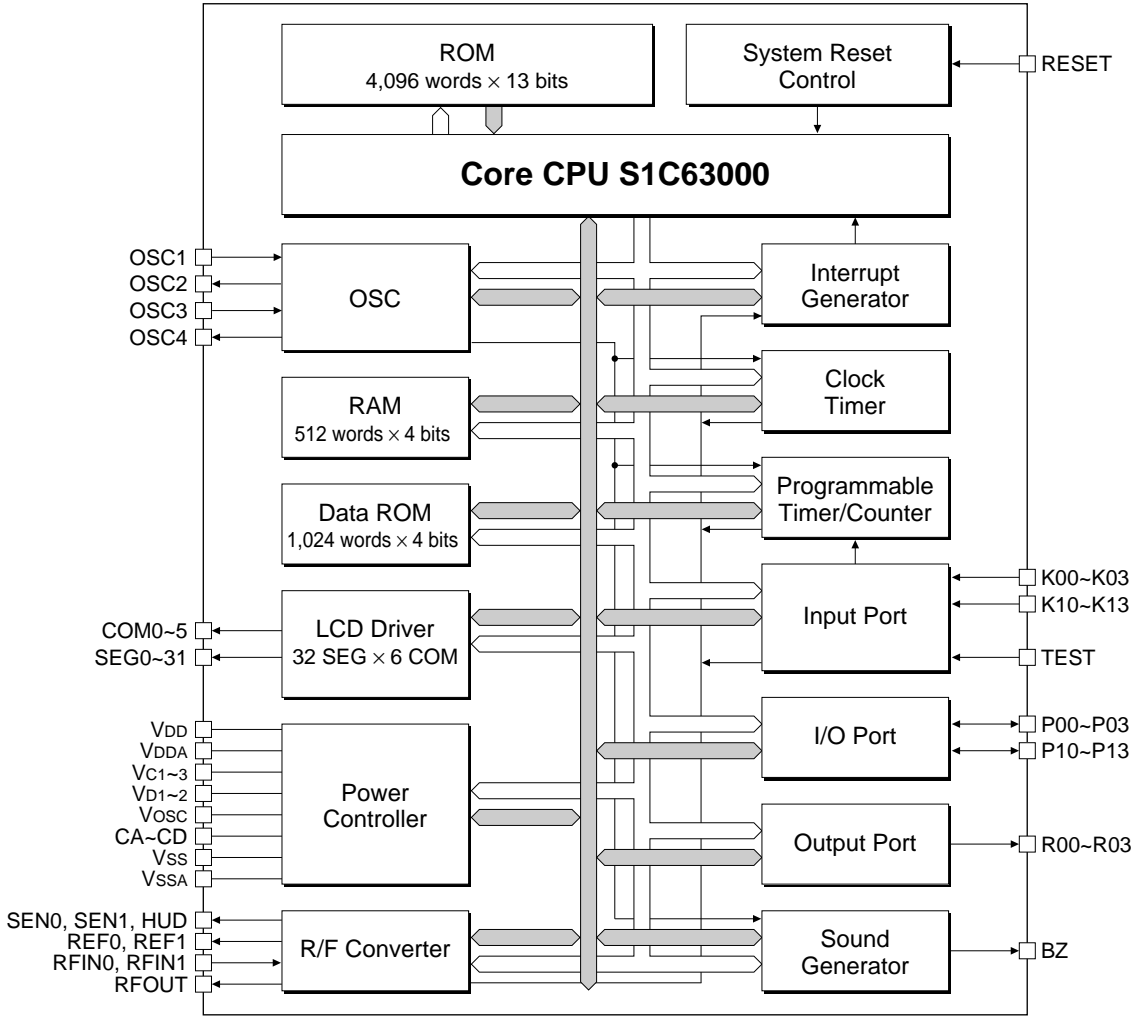 ROM
4,096 words × 13 bits
System Reset
Control
RESET
Core CPU S1C63000
OSC1
OSC2
OSC3
OSC4
OSC
Interrupt
Generator
RAM
512 words × 4 bits
Clock
Timer
Data ROM
1,024 words × 4 bits
Programmable
Timer/Counter
COM0~5
SEG0~31
LCD Driver
32 SEG × 6 COM
Input Port
K00~K03
K10~K13
TEST
VDD
VDDA
VC1~3
VD1~2
VOSC
CA~CD
VSS
VSSA
Power
Controller
I/O Port
P00~P03
P10~P13
Output Port
R00~R03
SEN0, SEN1, HUD
REF0, REF1
RFIN0, RFIN1
RFOUT
R/F Converter
Sound
Generator
BZ